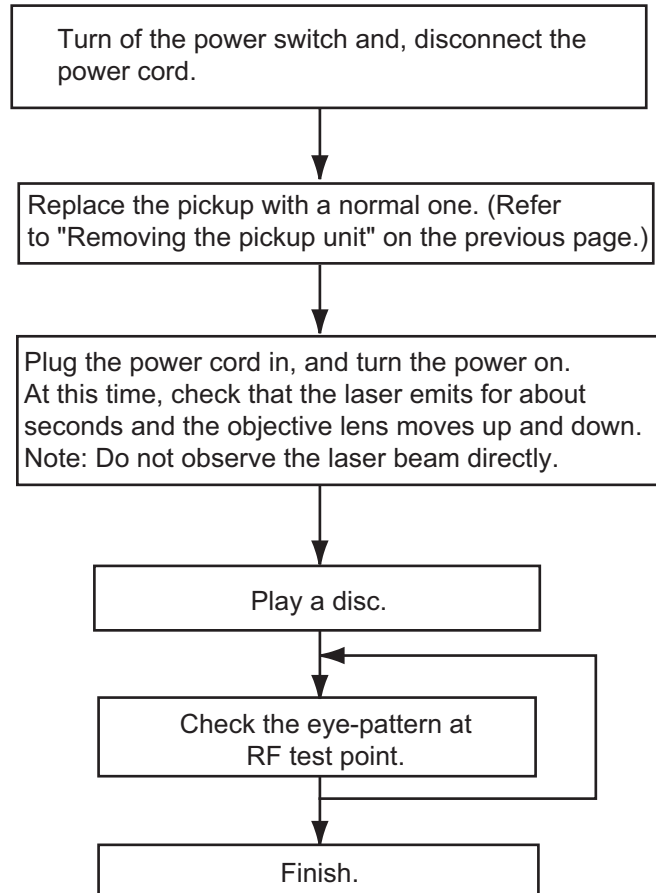 Turn of the power switch and, disconnect the
power cord.
Replace the pickup with a normal one. (Refer
to "Removing the pickup unit" on the previous page.)
Plug the power cord in, and turn the power on.
At this time, check that the laser emits for about
seconds and the objective lens moves up and down.
Note: Do not observe the laser beam directly.
Play a disc.
Check the eye-pattern at
RF test point.
Finish.